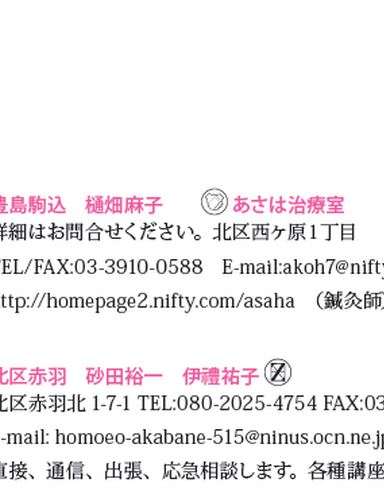 豊島駒込 樋畑麻子 あさは治療室
詳細はお問合せください。北区西ヶ原1丁目
TEL/FAX:03-3910-0588 E-mail:akoh7@nifty
http://homepage2.nifty.com/asaha （鍼灸師）
北区赤羽 砂田裕一 伊禮祐子
北区赤羽北 1-7-1 TEL:080-2025-4754 FAX:03
e-mail: homoeo-akabane-515@ninus.ocn.ne.jp
直接、通信、出張、応急相談します。各種講座